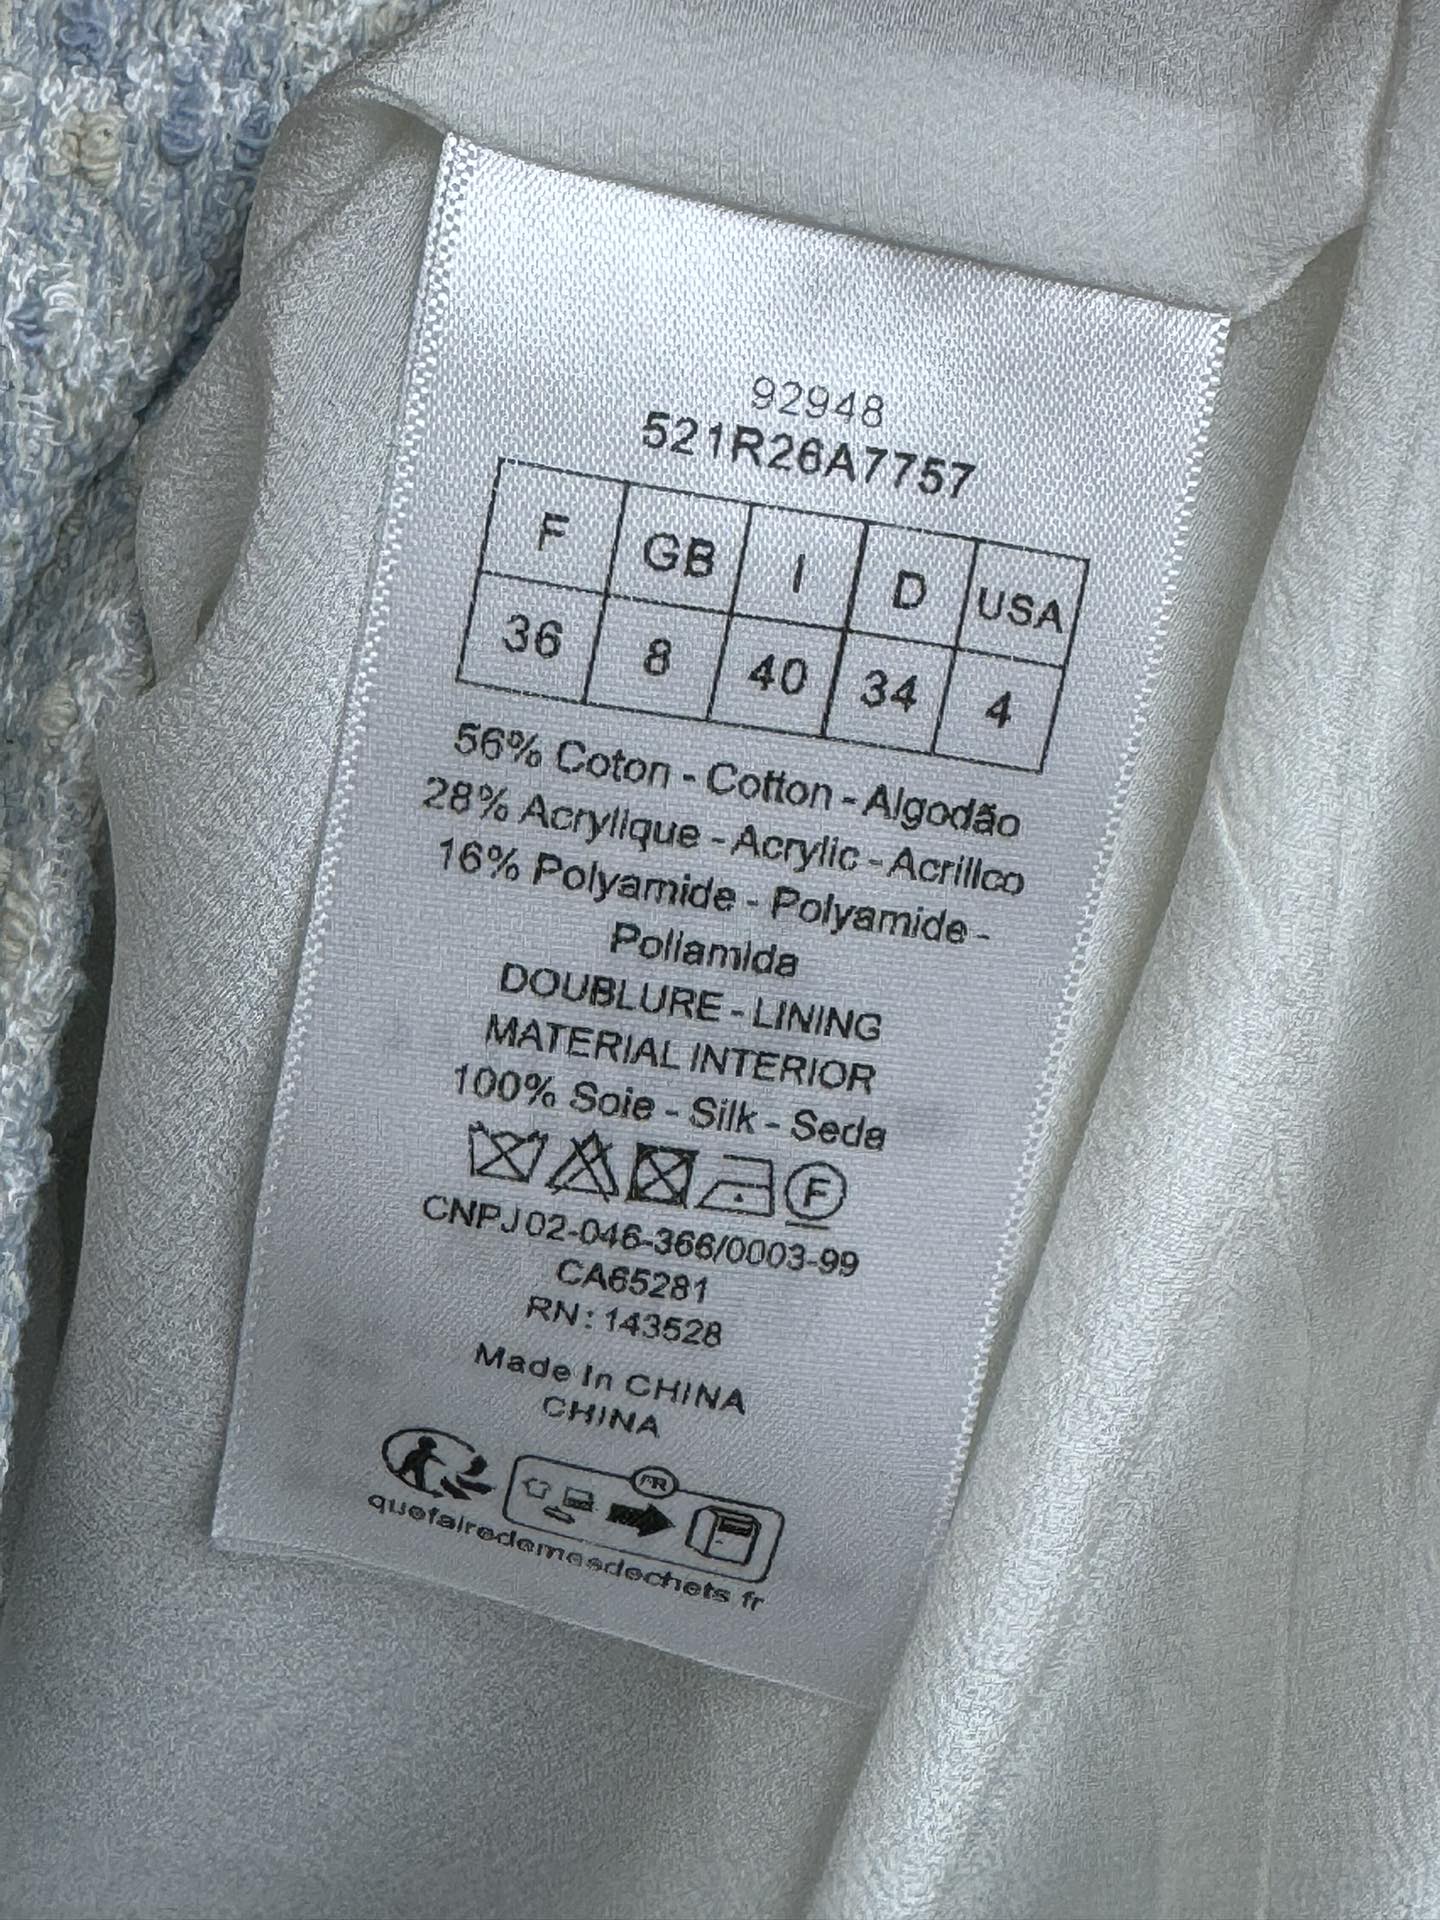 92948
521R26A7757
F GB I D USA
36 8 40 34 4
56% Coton - Cotton - Algodão
28% Acrylique - Acrylic - Acrílico
16% Polyamide - Polyamide -
Poliamida
DOUBLURE - LINING
MATERIAL INTERIOR
100% Soie - Silk - Seda
F
CNPJ 02-046-366/0003-99
CA65281
RN: 143528
Made In CHINA
CHINA
FR
quefairedemesdechets.fr